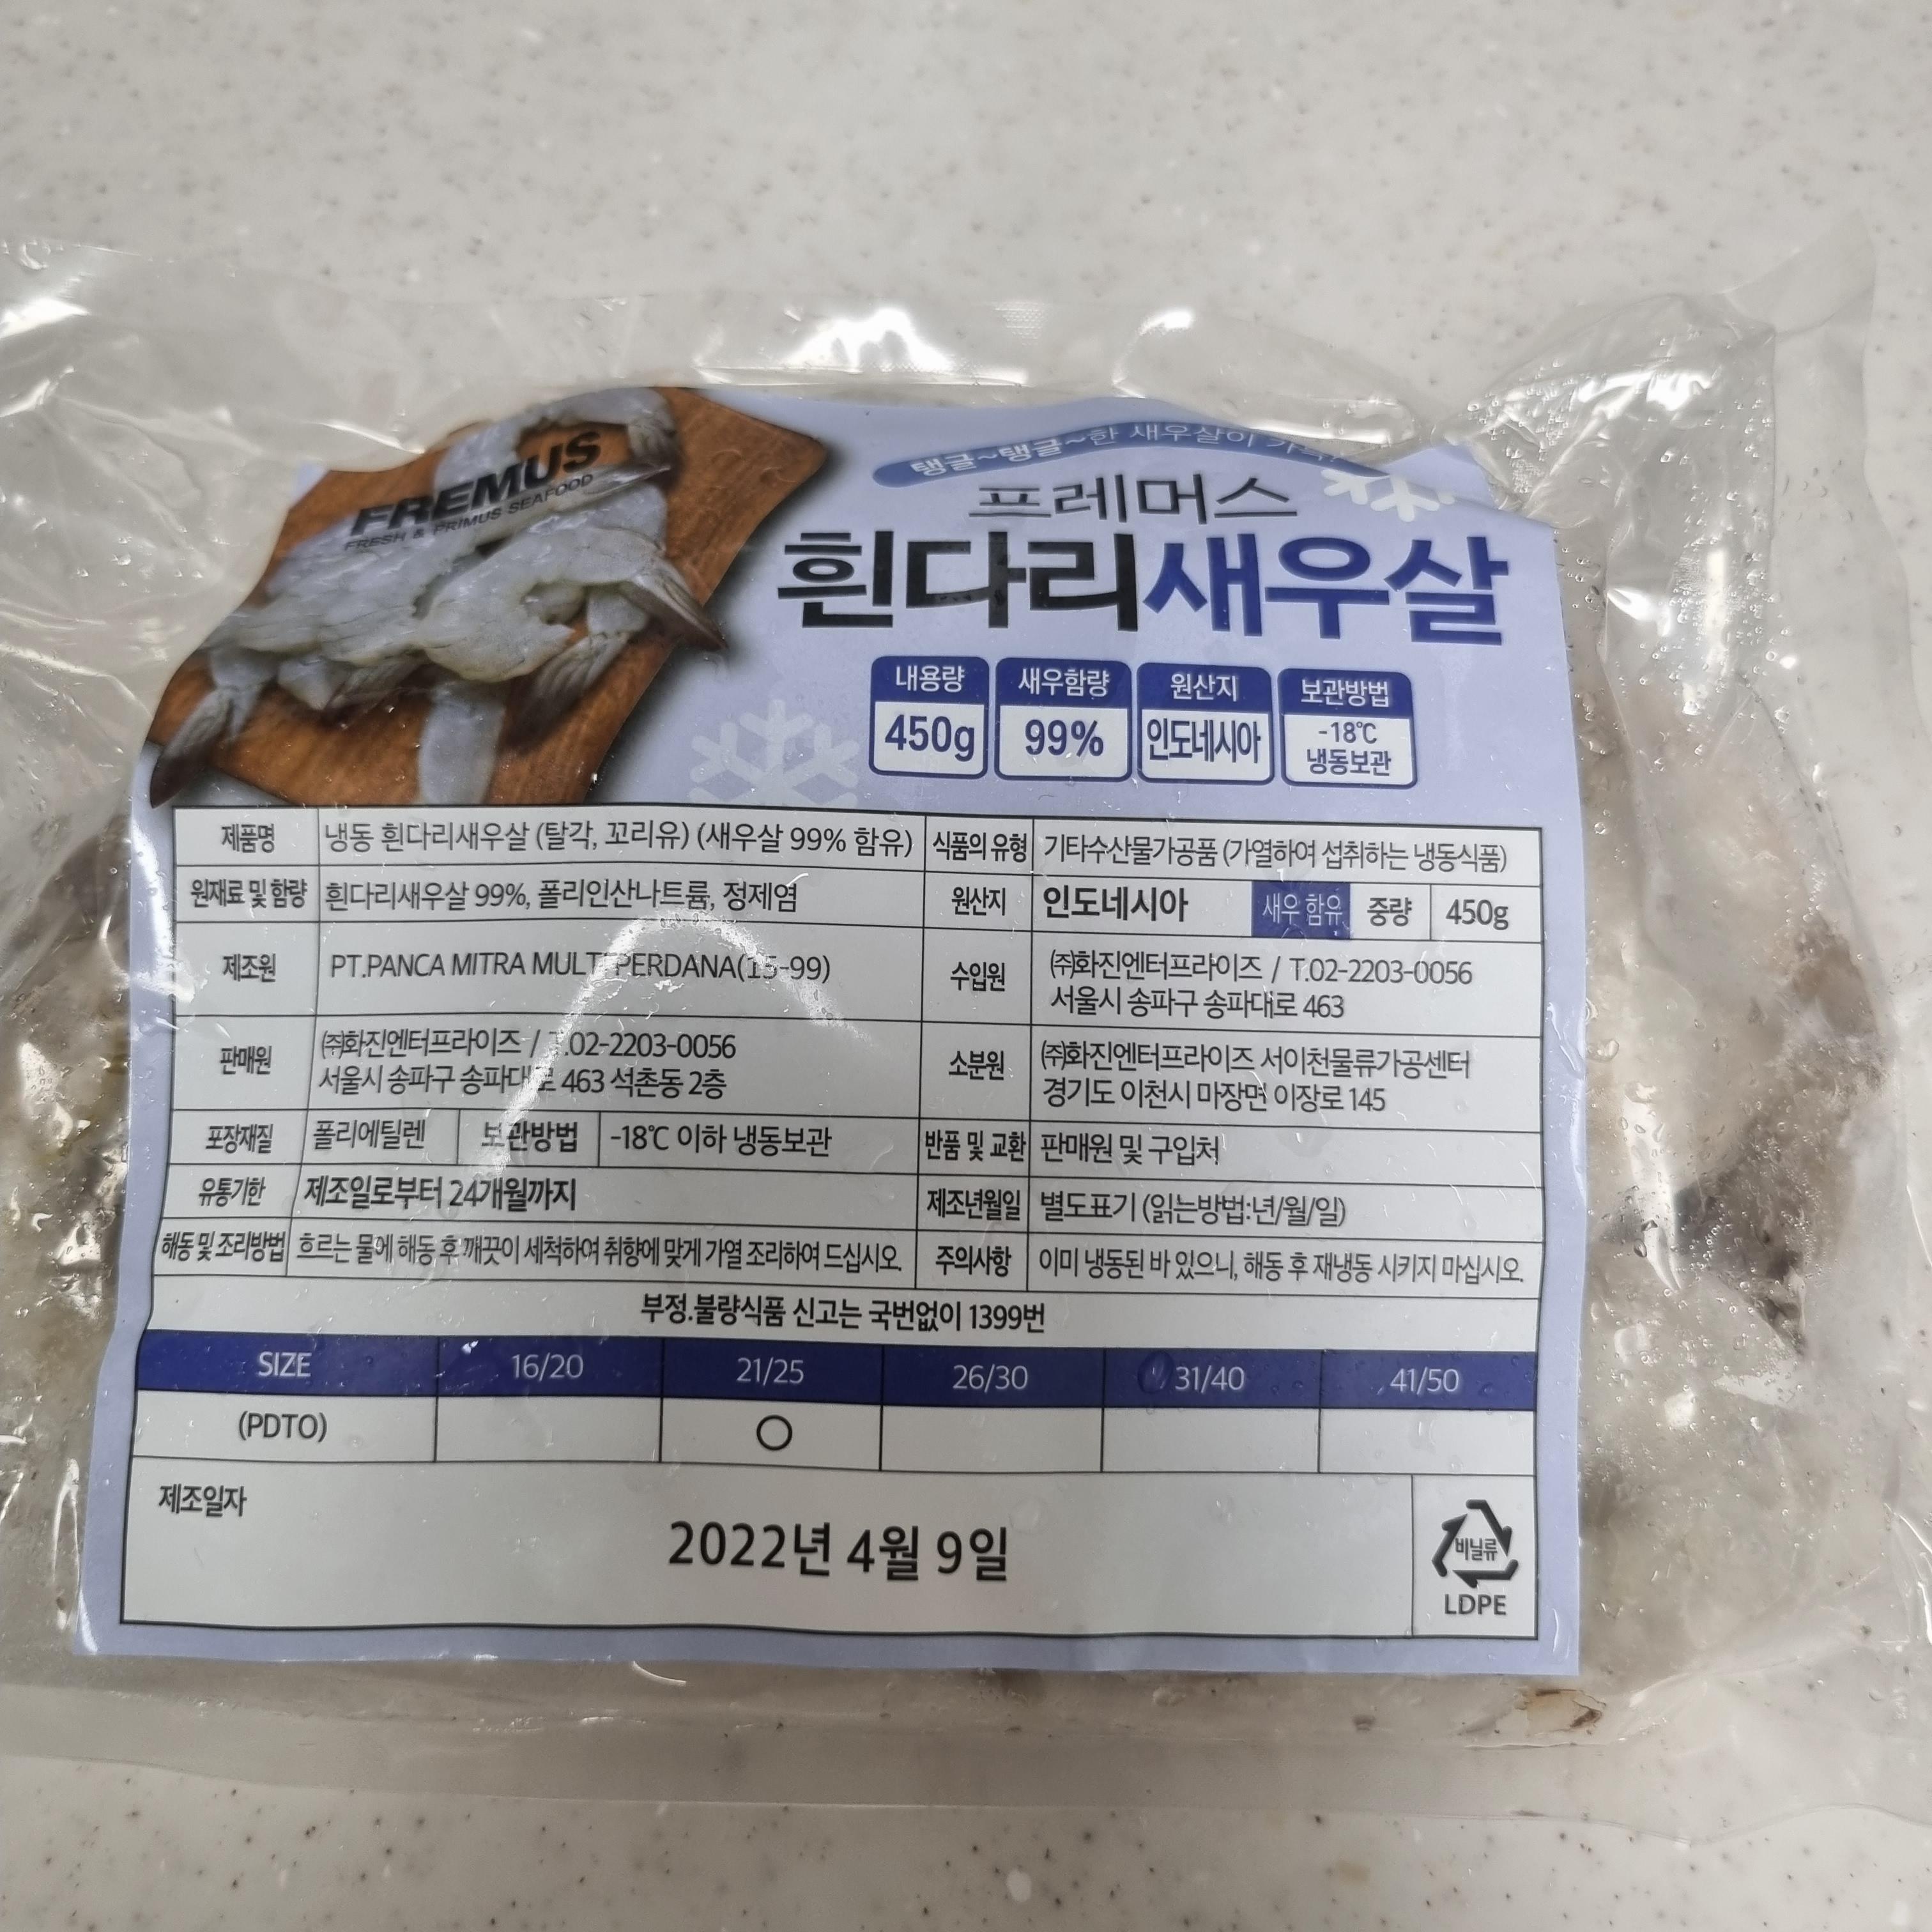 FREMUS
FRESH & PRIMUS SEAFOOD
탱글~탱글~한 새우살이
프레머스
흰다리새우살
내용량 새우함량 원산지 보관방법
450g 99% 인도네시아 -18℃
냉동보관
제품명 냉동 흰다리새우살 (탈각, 꼬리유) (새우살 99% 함유) 식품의 유형 기타수산물가공품 (가열하여 섭취하는 냉동식품)
원재료 및 함량 흰다리새우살 99%, 폴리인산나트륨, 정제염 원산지 인도네시아 새우 함유 중량 450g
제조원 PT.PANCA MITRA MULTI PERDANA(15-99) 수입원 ㈜화진엔터프라이즈 / T.02-2203-0056
서울시 송파구 송파대로 463
판매원 ㈜화진엔터프라이즈 / T.02-2203-0056
서울시 송파구 송파대로 463 석촌동 2층
소분원 ㈜화진엔터프라이즈 서이천물류가공센터
경기도 이천시 마장면 이장로 145
포장재질 폴리에틸렌 보관방법 -18℃ 이하 냉동보관 반품 및 교환 판매원 및 구입처
유통기한 제조일로부터 24개월까지 제조년월일 별도표기 (읽는방법:년/월/일)
해동 및 조리방법 흐르는 물에 해동 후 깨끗이 세척하여 취향에 맞게 가열 조리하여 드십시오. 주의사항 이미 냉동된 바 있으니, 해동 후 재냉동 시키지 마십시오.
부정.불량식품 신고는 국번없이 1399번
SIZE 16/20 21/25 26/30 31/40 41/50
(PDTO) ○
제조일자
2022년 4월 9일
비닐류
LDPE